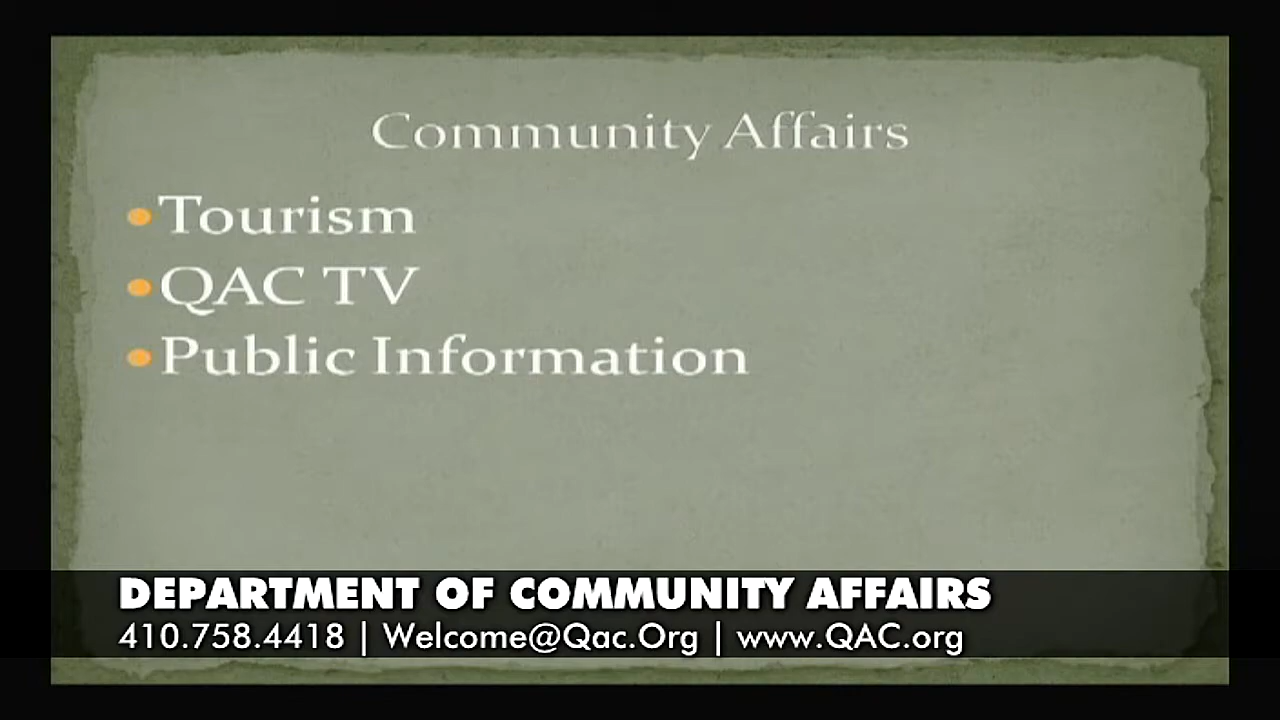 Community Affairs
•Tourism
•QAC TV
•Public Information
DEPARTMENT OF COMMUNITY AFFAIRS
410.758.4418 | Welcome@Qac.Org | www.QAC.org